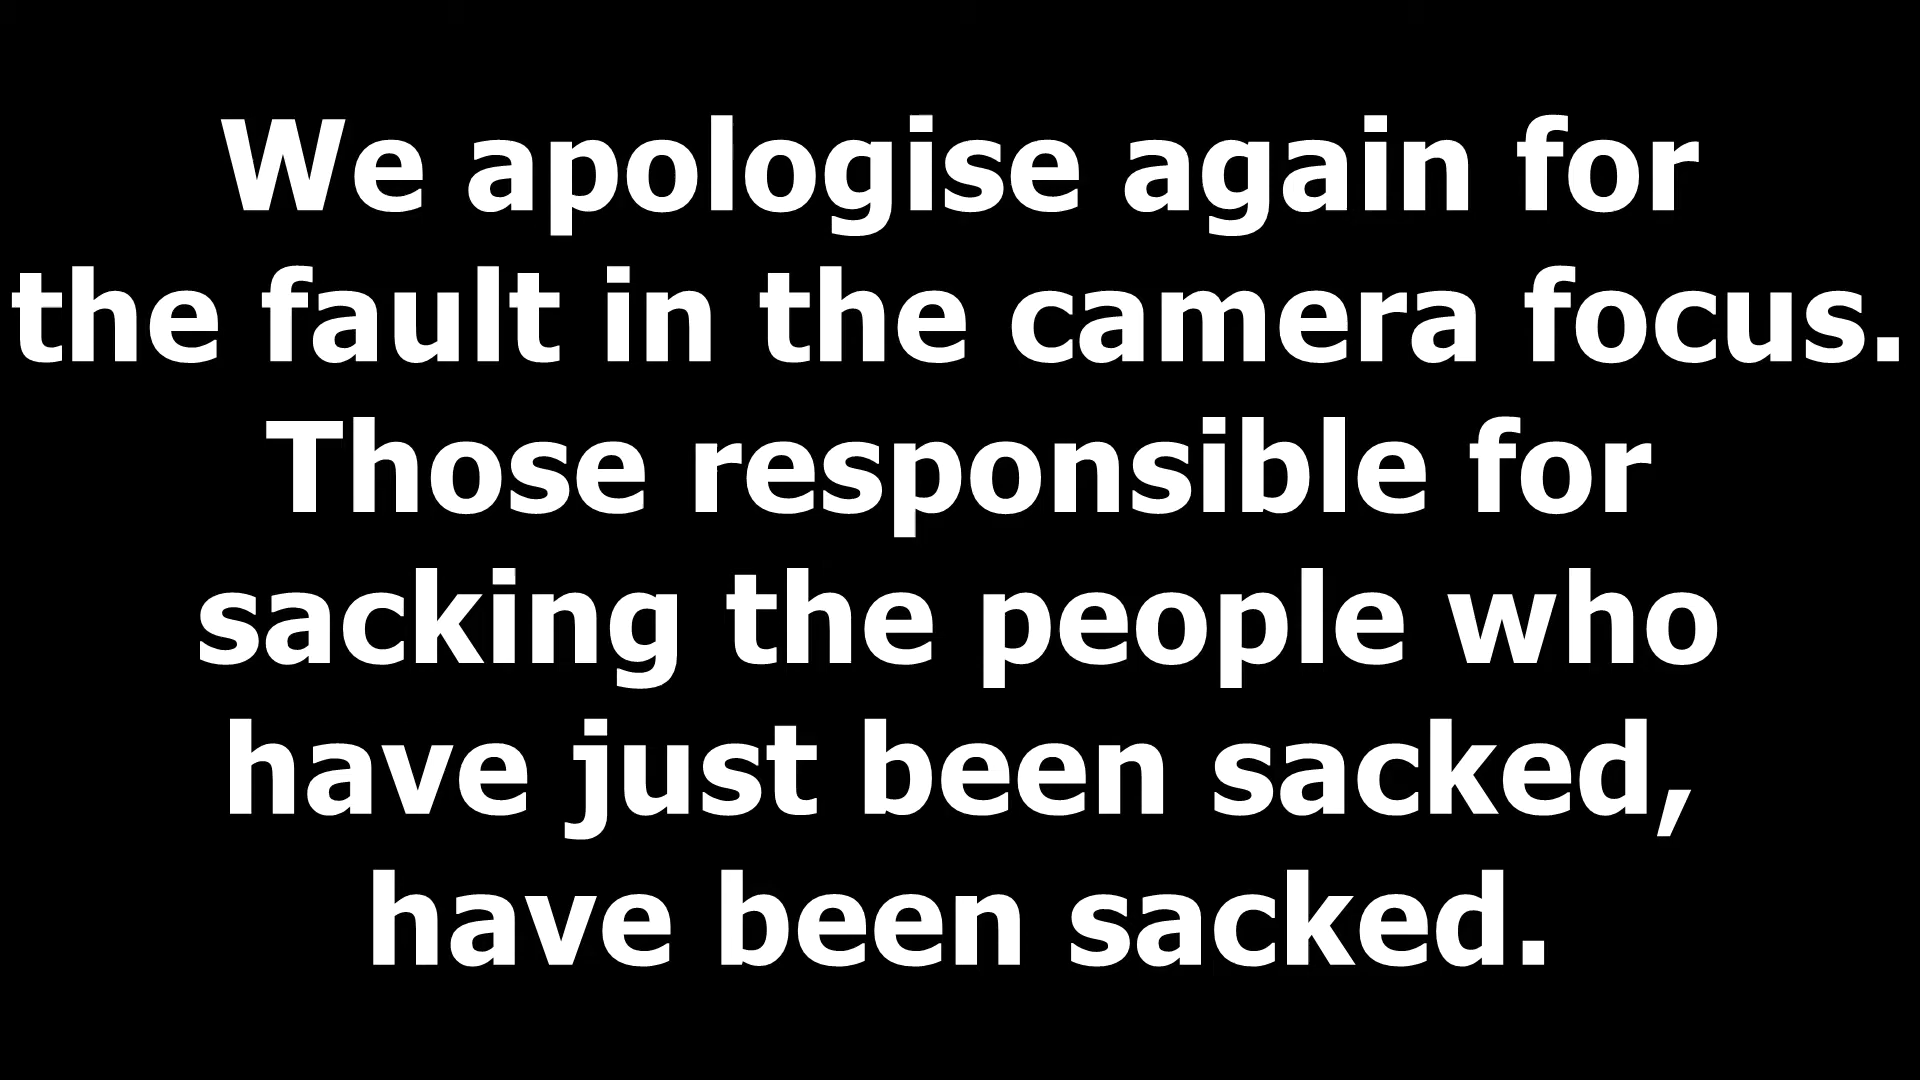 We apologise again for
the fault in the camera focus.
Those responsible for
sacking the people who
have just been sacked,
have been sacked.